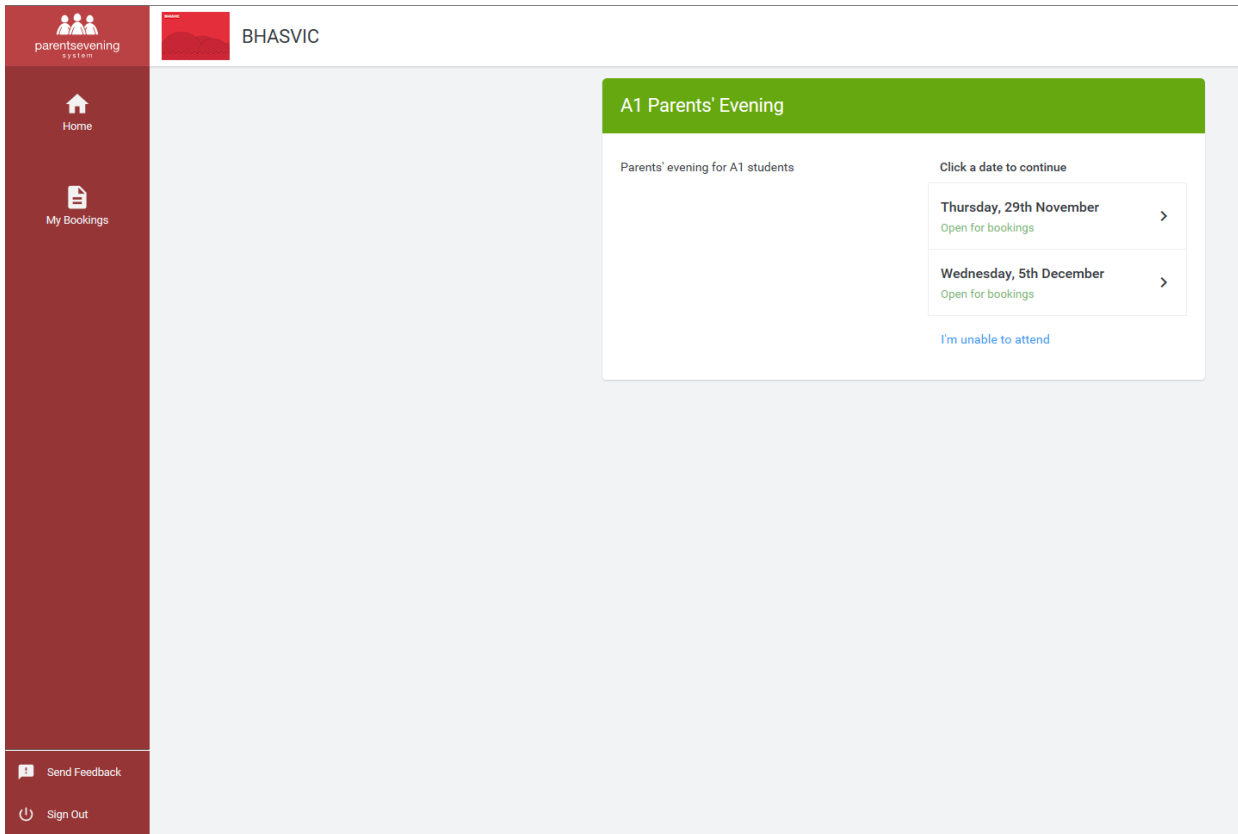 parentsevening
system
BHASVIC
BHASVIC
Home
My Bookings
A1 Parents' Evening
Parents' evening for A1 students
Click a date to continue
Thursday, 29th November
Open for bookings
Wednesday, 5th December
Open for bookings
I'm unable to attend
Send Feedback
Sign Out